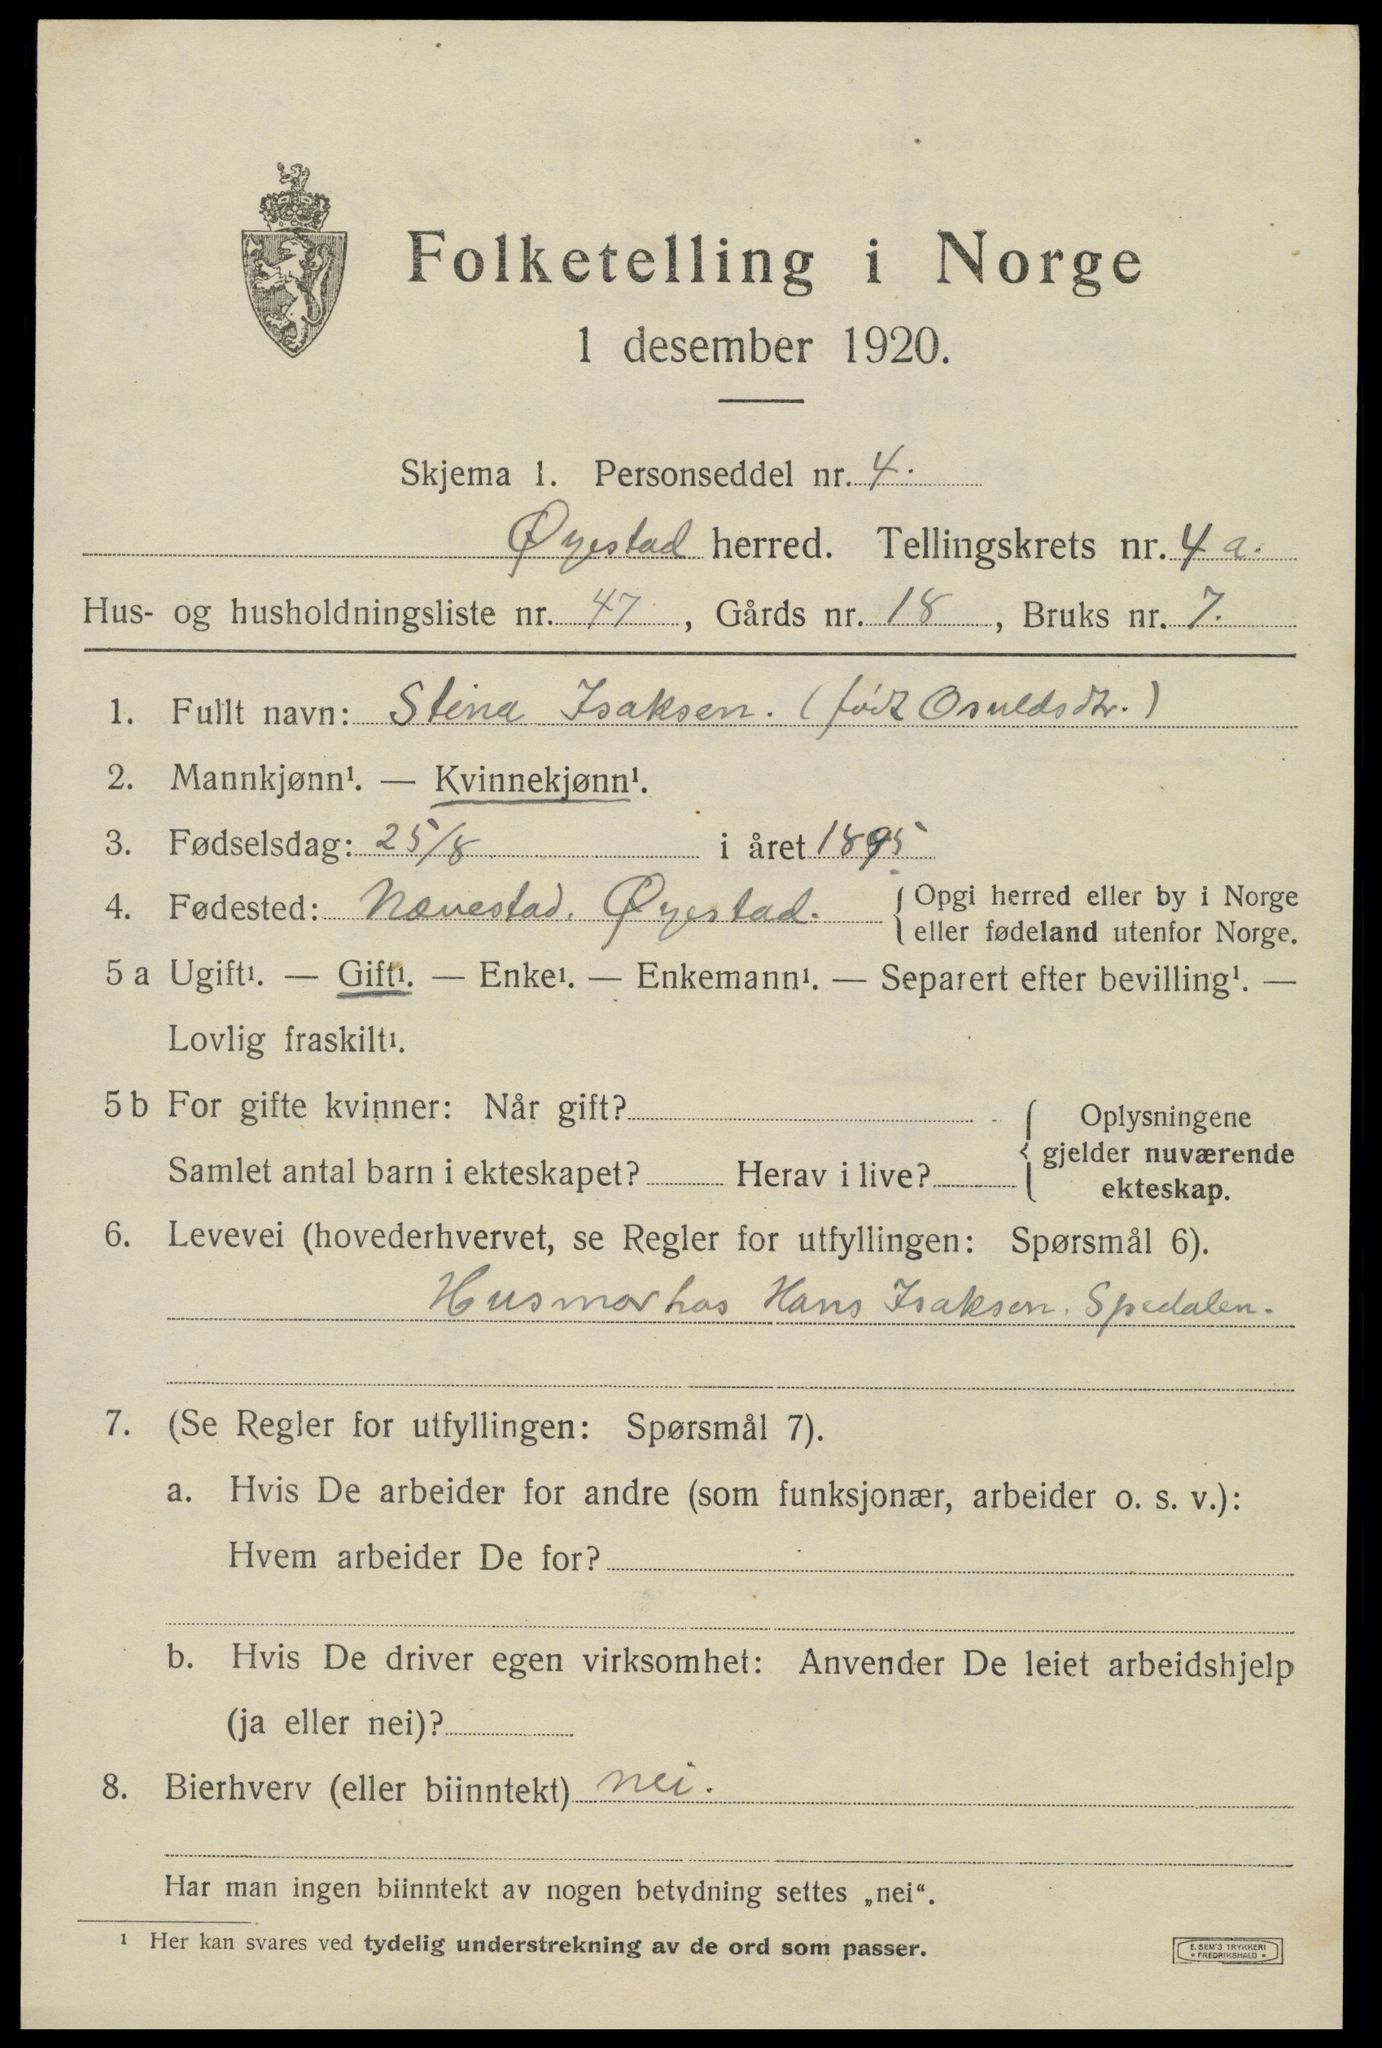 Folketelling i Norge
1 desember 1920.
Skjema 1. Personseddel nr. 4.
Øyestad herred. Tellingskrets nr. 4 a.
Hus- og husholdningsliste nr. 47, Gårds nr. 18, Bruks nr. 7.
1. Fullt navn: Stina Isaksen. (født Osuldsdtr.)
2. Mannkjønn¹. — Kvinnekjønn¹.
3. Fødselsdag: 25/8 i året 1895
4. Fødested: Nævestad. Øyestad. { Opgi herred eller by i Norge
eller fødeland utenfor Norge.
5 a Ugift¹. — Gift¹. — Enke¹. — Enkemann¹. — Separert efter bevilling¹. —
Lovlig fraskilt¹.
5 b For gifte kvinner: Når gift? { Oplysningene
gjelder nuværende
ekteskap.
Samlet antal barn i ekteskapet? Herav i live?
6. Levevei (hovederhvervet, se Regler for utfyllingen: Spørsmål 6).
Husmor hos Hans Isaksen. Spedalen.
7. (Se Regler for utfyllingen: Spørsmål 7).
a. Hvis De arbeider for andre (som funksjonær, arbeider o. s. v.):
Hvem arbeider De for?
b. Hvis De driver egen virksomhet: Anvender De leiet arbeidshjelp
(ja eller nei)?
8. Bierhverv (eller biinntekt) nei.
Har man ingen biinntekt av nogen betydning settes „nei“.
¹ Her kan svares ved tydelig understrekning av de ord som passer.
E. SEM'S TRYKKERI
* FREDRIKSHALD *